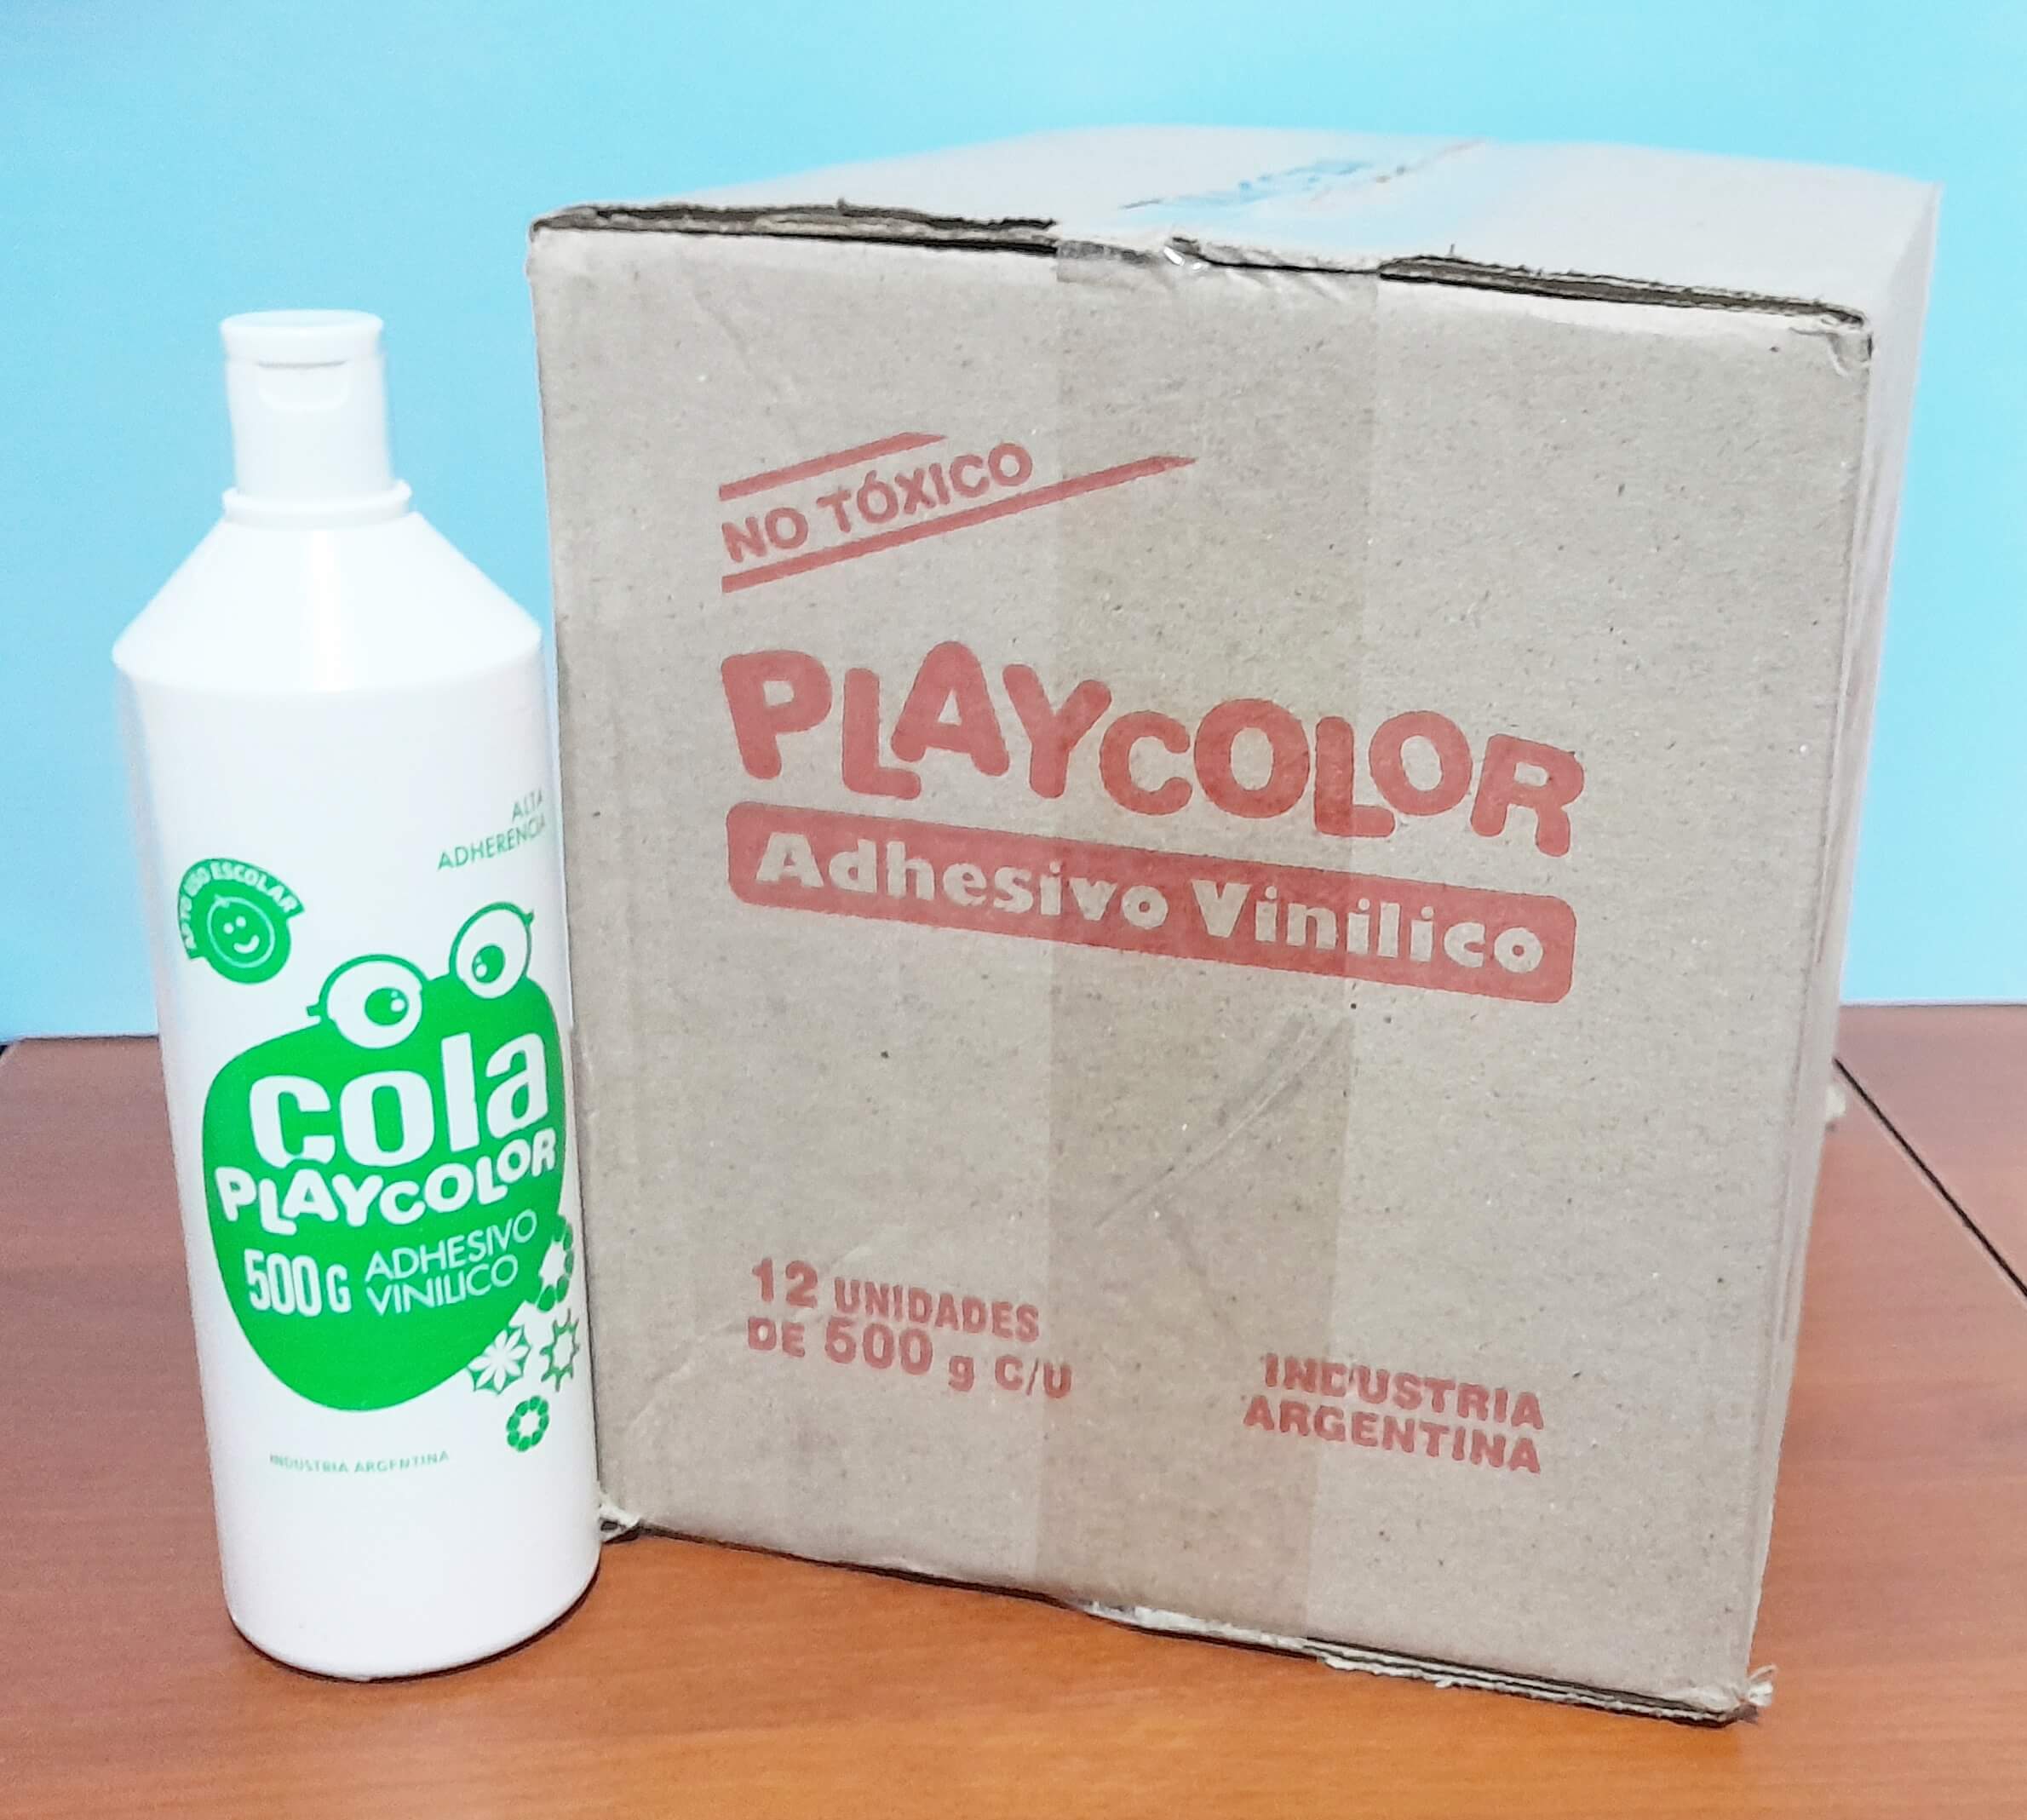 ALTA
ADHERENCIA
APTO USO ESCOLAR
cola
PLAYCOLOR
500G ADHESIVO
VINILICO
INDUSTRIA ARGENTINA
NO TÓXICO
PLAYCOLOR
Adhesivo Vinilico
12 UNIDADES
DE 500 g C/U
INDUSTRIA
ARGENTINA